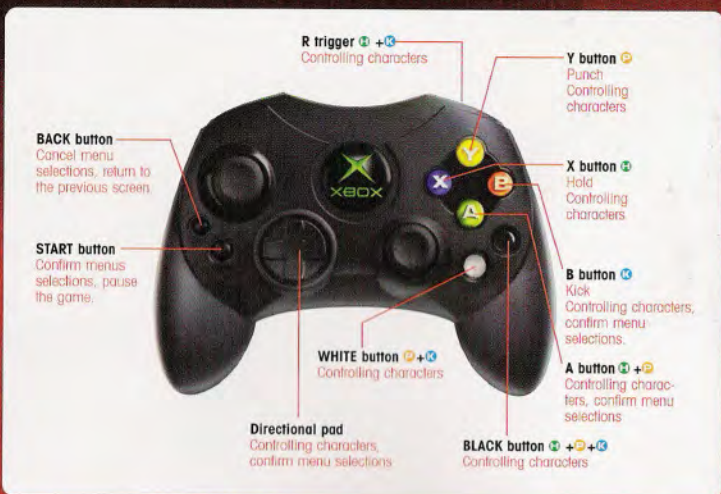 R trigger H + K
Controlling characters
Y button P
Punch
Controlling
characters
BACK button
Cancel menu
selections, return to
the previous screen.
X button H
Hold
Controlling
characters
START button
Confirm menus
selections, pause
the game.
B button K
Kick
Controlling characters,
confirm menu
selections.
WHITE button P + K
Controlling characters
A button H + P
Controlling charac-
ters, confirm menu
selections
Directional pad
Controlling characters,
confirm menu selections
BLACK button H + P + K
Controlling characters
XBOX
Y
X
B
A